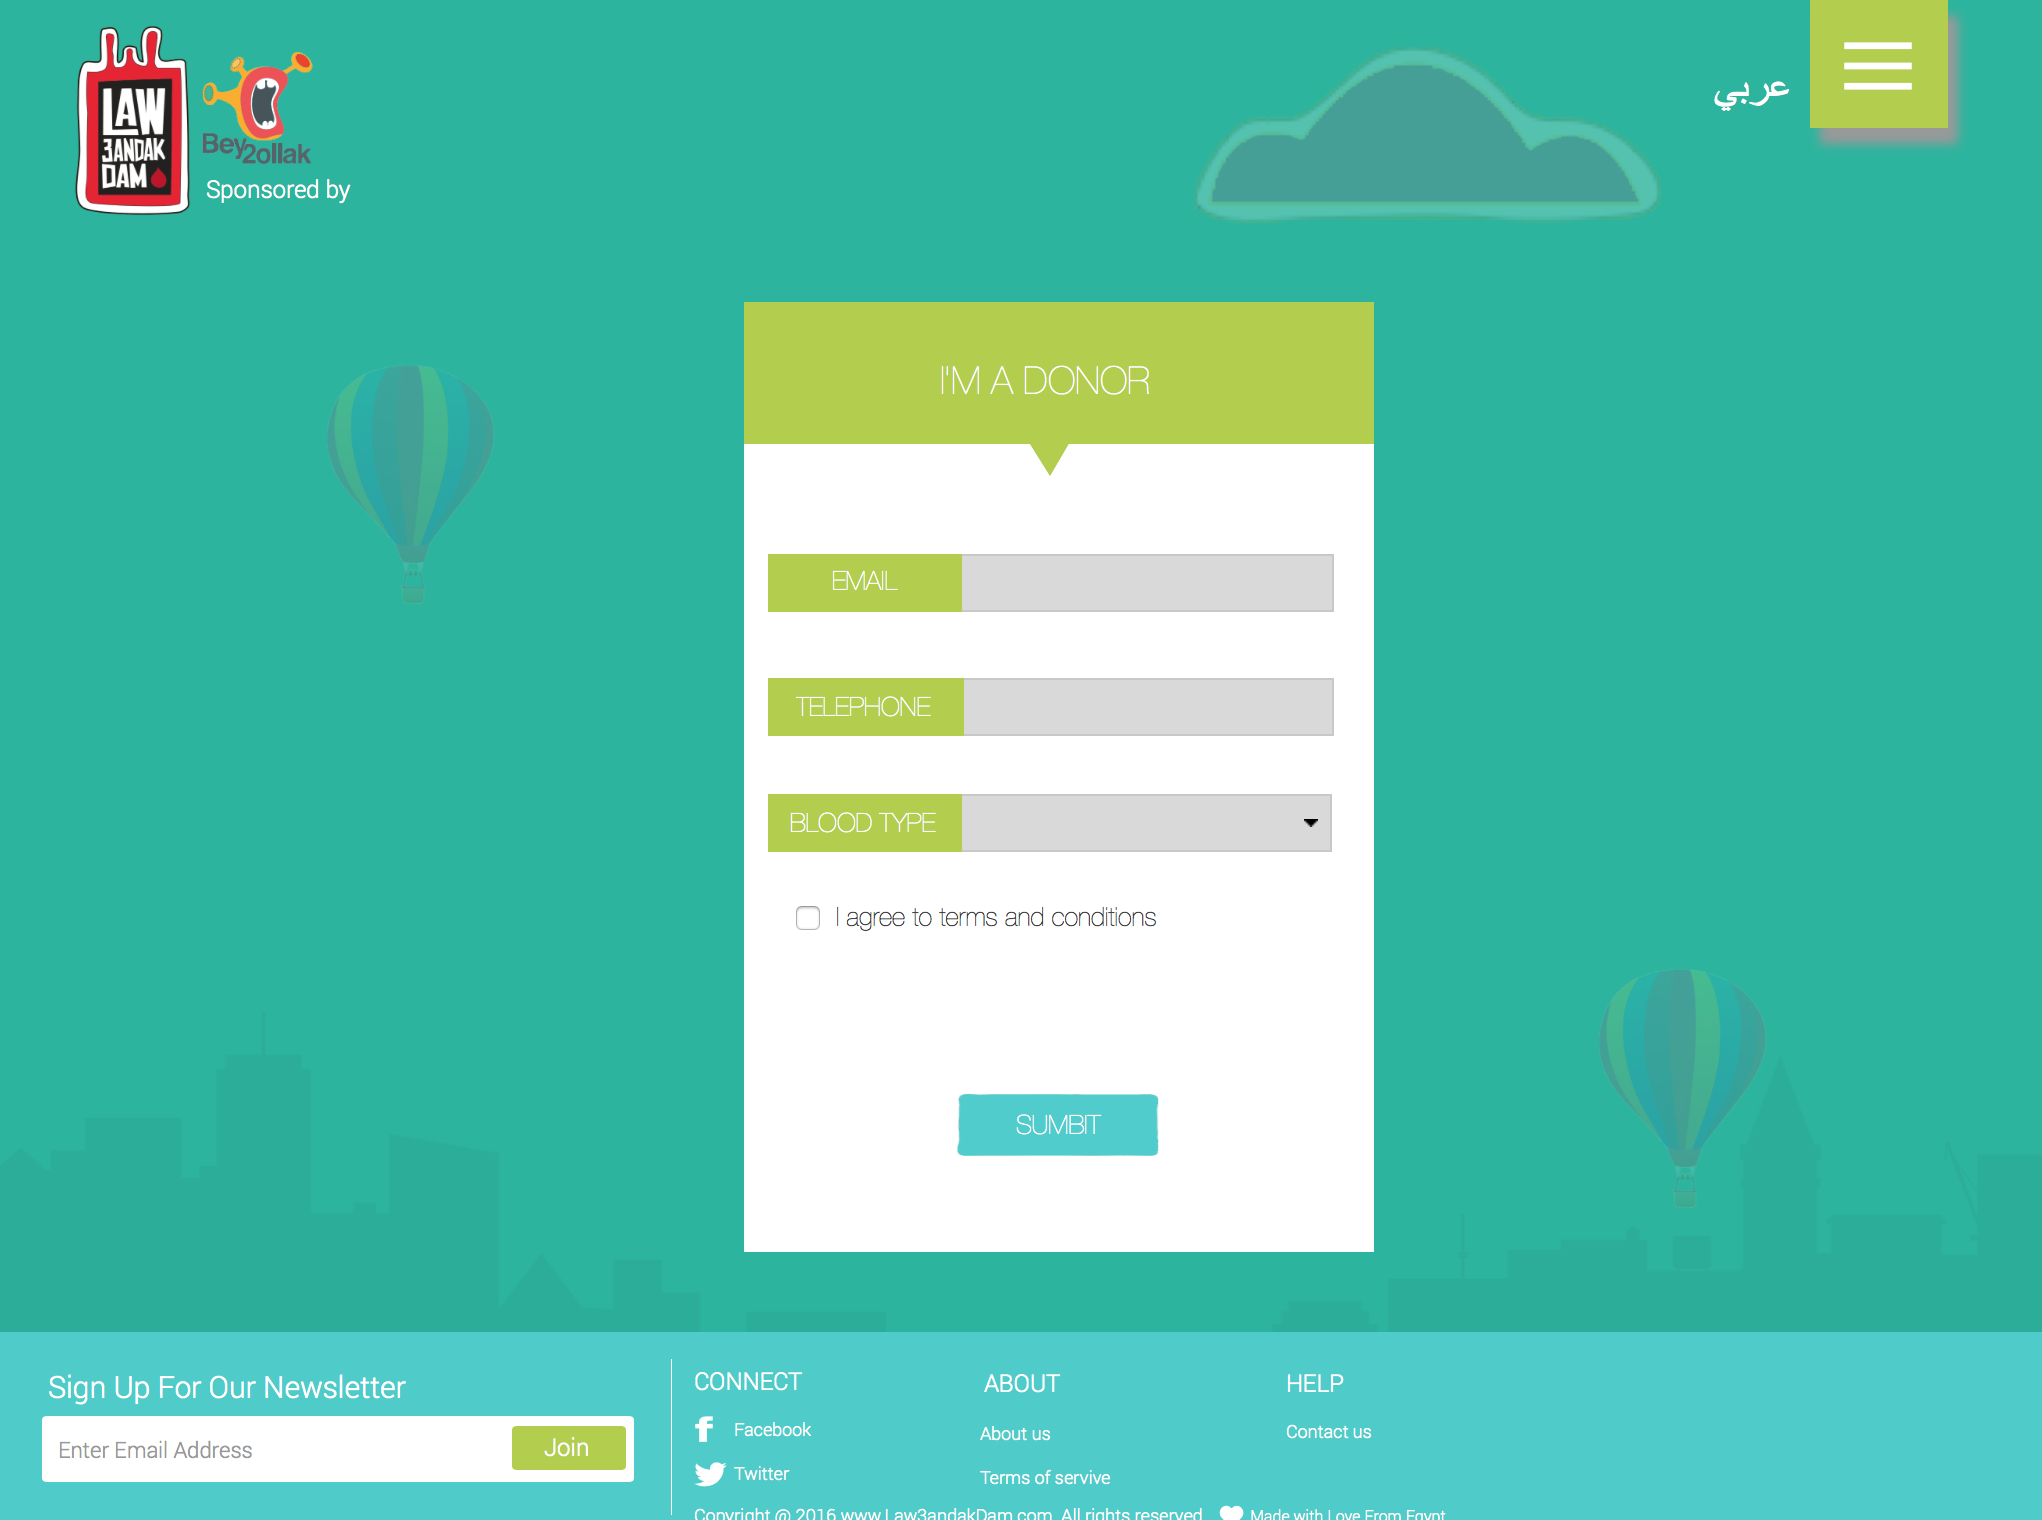 LAW
3ANDAK
DAM
Bey2ollak
Sponsored by
عربي
I'M A DONOR
EMAIL
TELEPHONE
BLOOD TYPE
I agree to terms and conditions
SUMBIT
Sign Up For Our Newsletter
Enter Email Address
Join
CONNECT
Facebook
Twitter
ABOUT
About us
Terms of servive
HELP
Contact us
Copyright @ 2016 www.Law3andakDam.com. All rights reserved
Made with Love From Egypt